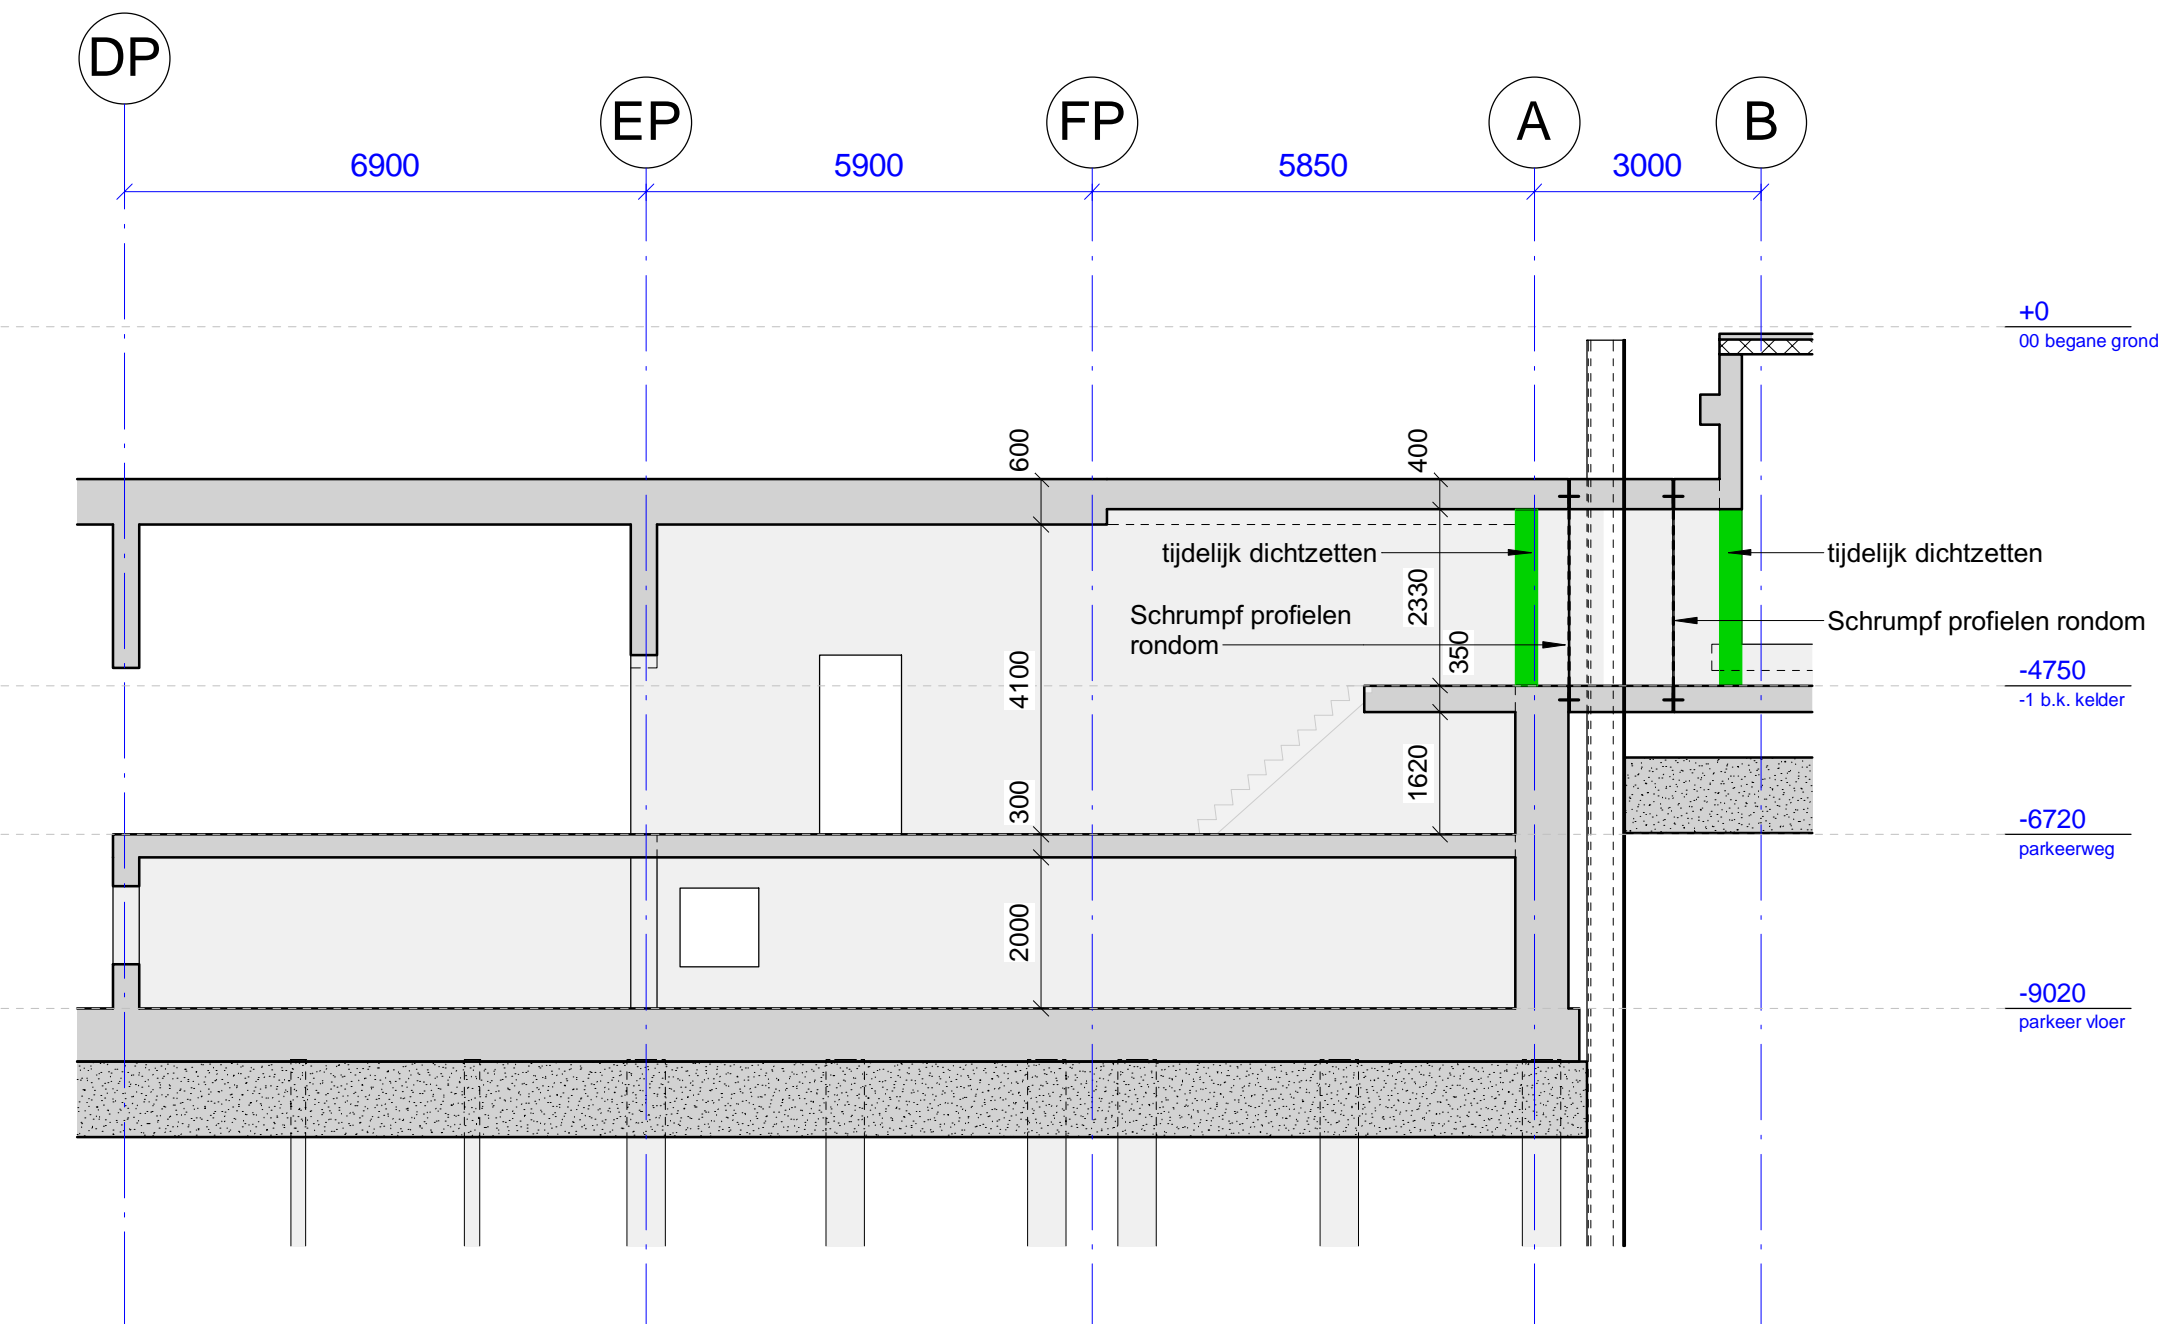 DP
EP
FP
A
B
6900
5900
5850
3000
+0
00 begane grond
600
400
tijdelijk dichtzetten
tijdelijk dichtzetten
2330
Schrumpf profielen
rondom
Schrumpf profielen rondom
350
4100
-4750
-1 b.k. kelder
1620
300
-6720
parkeerweg
2000
-9020
parkeer vloer